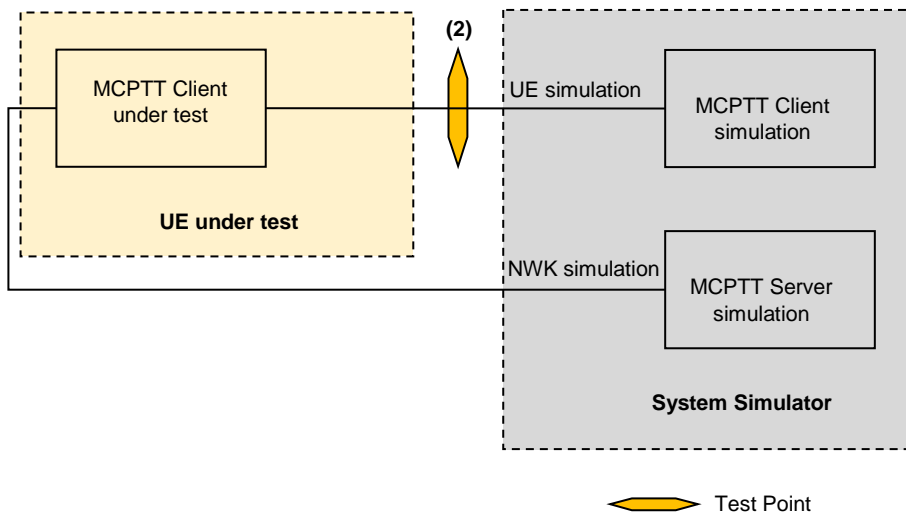 (2)
MCPTT Client
under test
UE simulation
MCPTT Client
simulation
UE under test
NWK simulation
MCPTT Server
simulation
System Simulator
Test Point